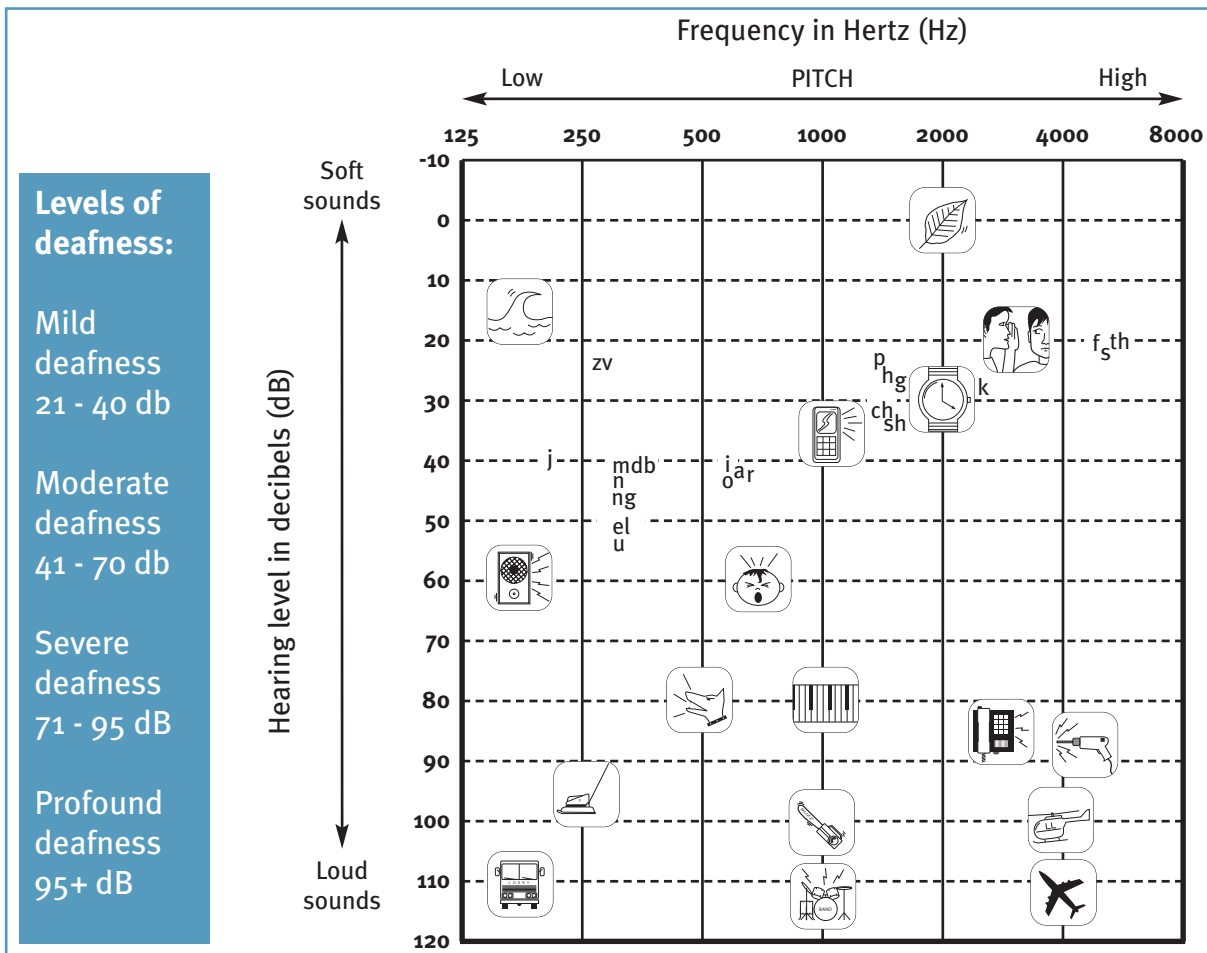 Frequency in Hertz (Hz)
Low PITCH High
125 250 500 1000 2000 4000 8000
Levels of
deafness:
Mild
deafness
21 - 40 db
Moderate
deafness
41 - 70 db
Severe
deafness
71 - 95 dB
Profound
deafness
95+ dB
Soft
sounds
Hearing level in decibels (dB)
Loud
sounds
-10
0
10
20
30
40
50
60
70
80
90
100
110
120
zv
p
hg
k
f s th
ch
sh
j
mdb
n
ng
el
u
i a r
o
LORRY
BAND